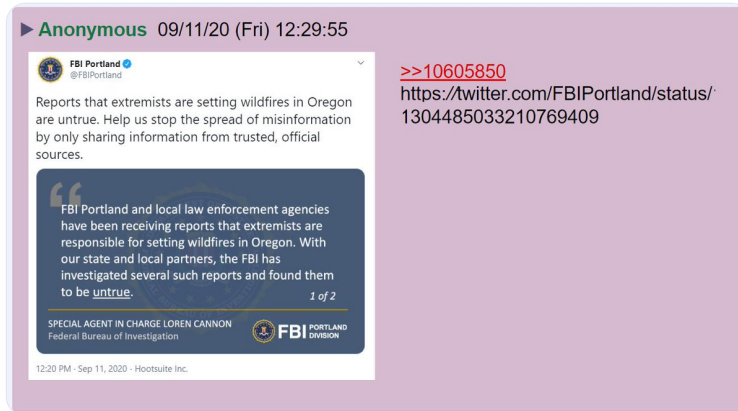 Anonymous 09/11/20 (Fri) 12:29:55
FBI Portland
@FBIPortland
Reports that extremists are setting wildfires in Oregon
are untrue. Help us stop the spread of misinformation
by only sharing information from trusted, official
sources.
FBI Portland and local law enforcement agencies
have been receiving reports that extremists are
responsible for setting wildfires in Oregon. With
our state and local partners, the FBI has
investigated several such reports and found them
to be untrue.
1 of 2
SPECIAL AGENT IN CHARGE LOREN CANNON
Federal Bureau of Investigation
FBI PORTLAND
DIVISION
12:20 PM - Sep 11, 2020 - Hootsuite Inc.
>>10605850
https://twitter.com/FBIPortland/status/
1304485033210769409